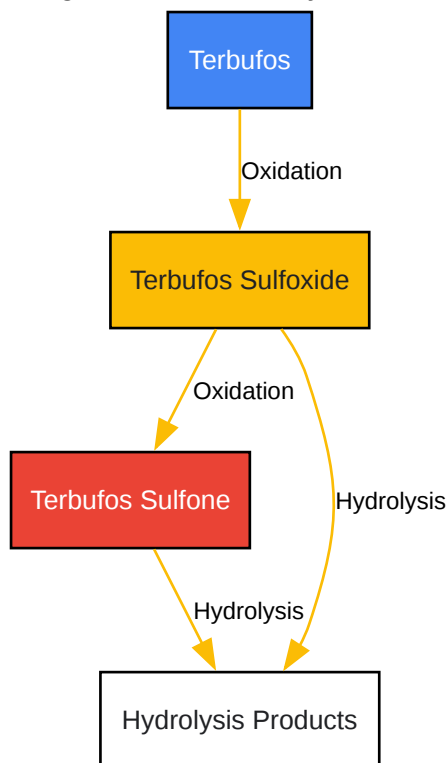 Terbufos
Oxidation
Terbufos Sulfoxide
Oxidation
Terbufos Sulfone
Hydrolysis
Hydrolysis
Hydrolysis Products